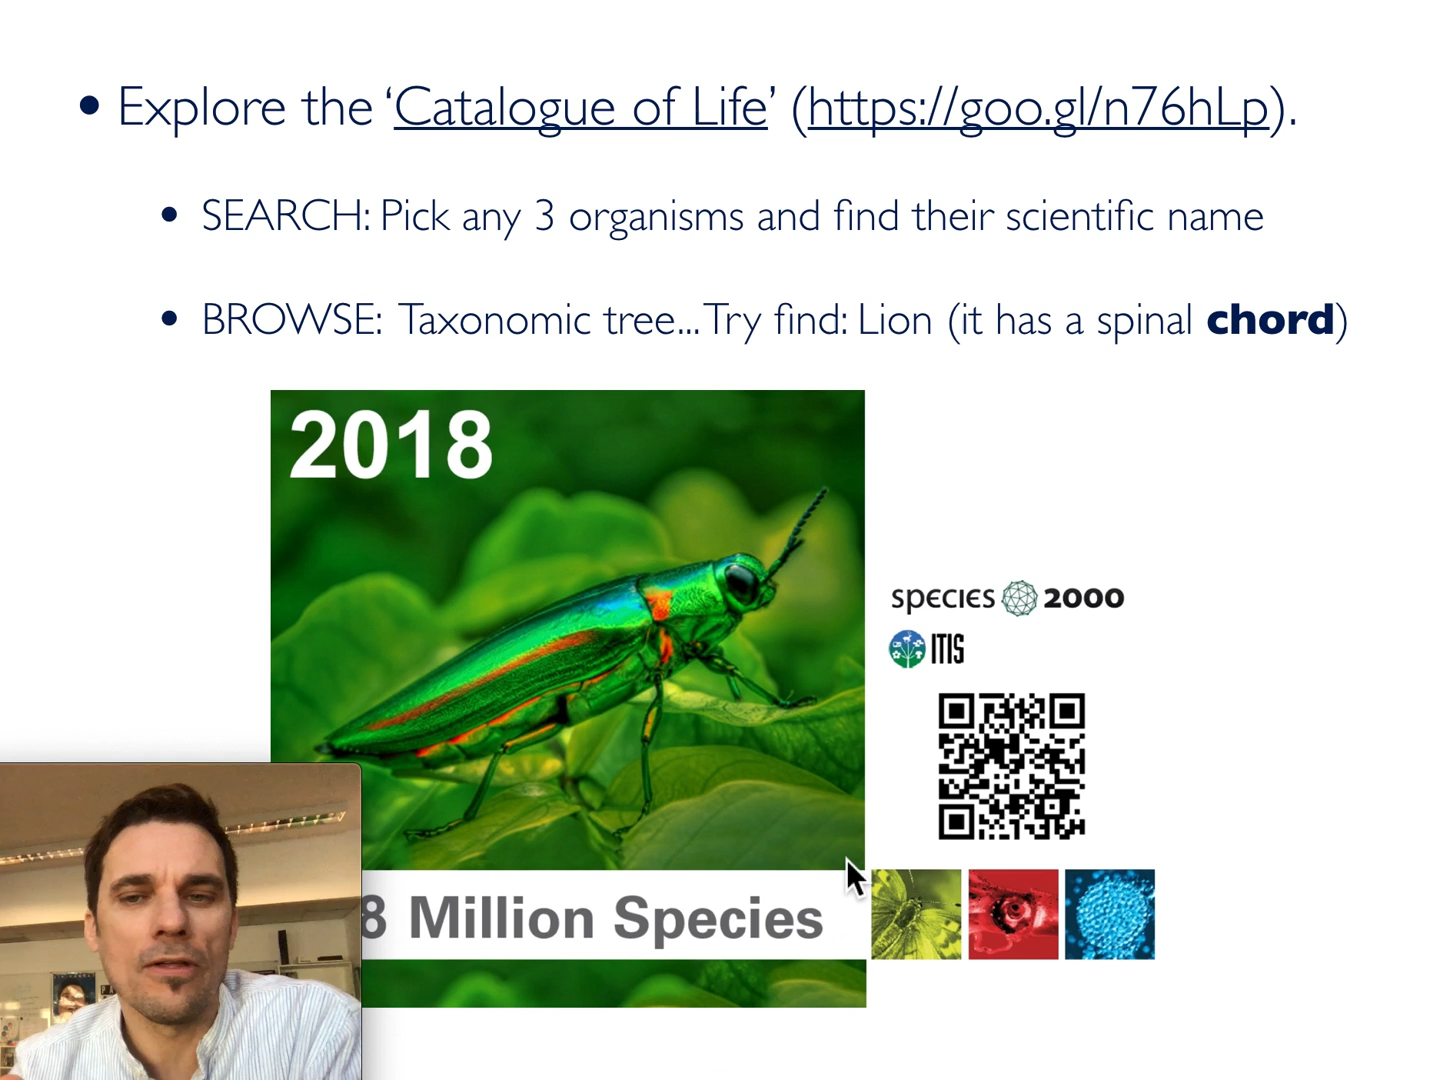 • Explore the ‘Catalogue of Life’ (https://goo.gl/n76hLp).
• SEARCH: Pick any 3 organisms and find their scientific name
• BROWSE: Taxonomic tree... Try find: Lion (it has a spinal chord)
2018
species 2000
ITIS
8 Million Species